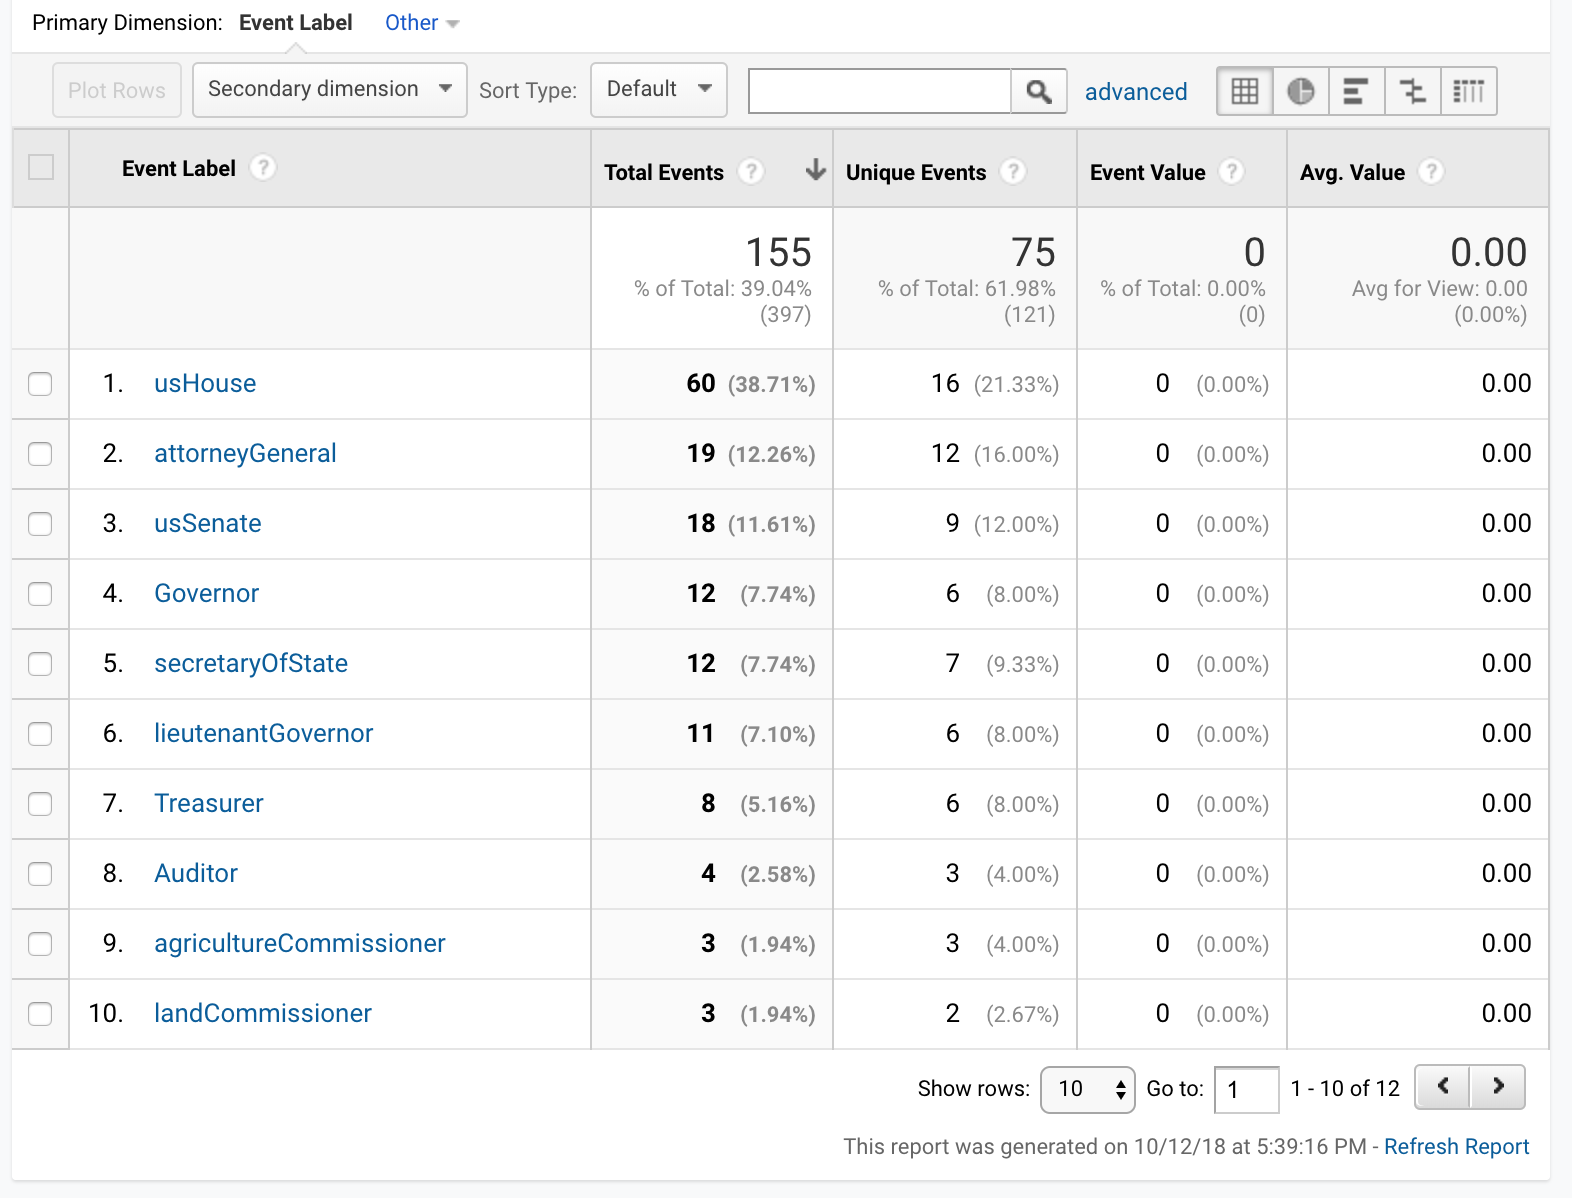 Primary Dimension: Event Label Other
Plot Rows Secondary dimension Sort Type: Default advanced
Event Label ? Total Events ? Unique Events ? Event Value ? Avg. Value ?
155 75 0 0.00
% of Total: 39.04% % of Total: 61.98% % of Total: 0.00% Avg for View: 0.00
(397) (121) (0) (0.00%)
1. usHouse 60 (38.71%) 16 (21.33%) 0 (0.00%) 0.00
2. attorneyGeneral 19 (12.26%) 12 (16.00%) 0 (0.00%) 0.00
3. usSenate 18 (11.61%) 9 (12.00%) 0 (0.00%) 0.00
4. Governor 12 (7.74%) 6 (8.00%) 0 (0.00%) 0.00
5. secretaryOfState 12 (7.74%) 7 (9.33%) 0 (0.00%) 0.00
6. lieutenantGovernor 11 (7.10%) 6 (8.00%) 0 (0.00%) 0.00
7. Treasurer 8 (5.16%) 6 (8.00%) 0 (0.00%) 0.00
8. Auditor 4 (2.58%) 3 (4.00%) 0 (0.00%) 0.00
9. agricultureCommissioner 3 (1.94%) 3 (4.00%) 0 (0.00%) 0.00
10. landCommissioner 3 (1.94%) 2 (2.67%) 0 (0.00%) 0.00
Show rows: 10 Go to: 1 1 - 10 of 12
This report was generated on 10/12/18 at 5:39:16 PM - Refresh Report